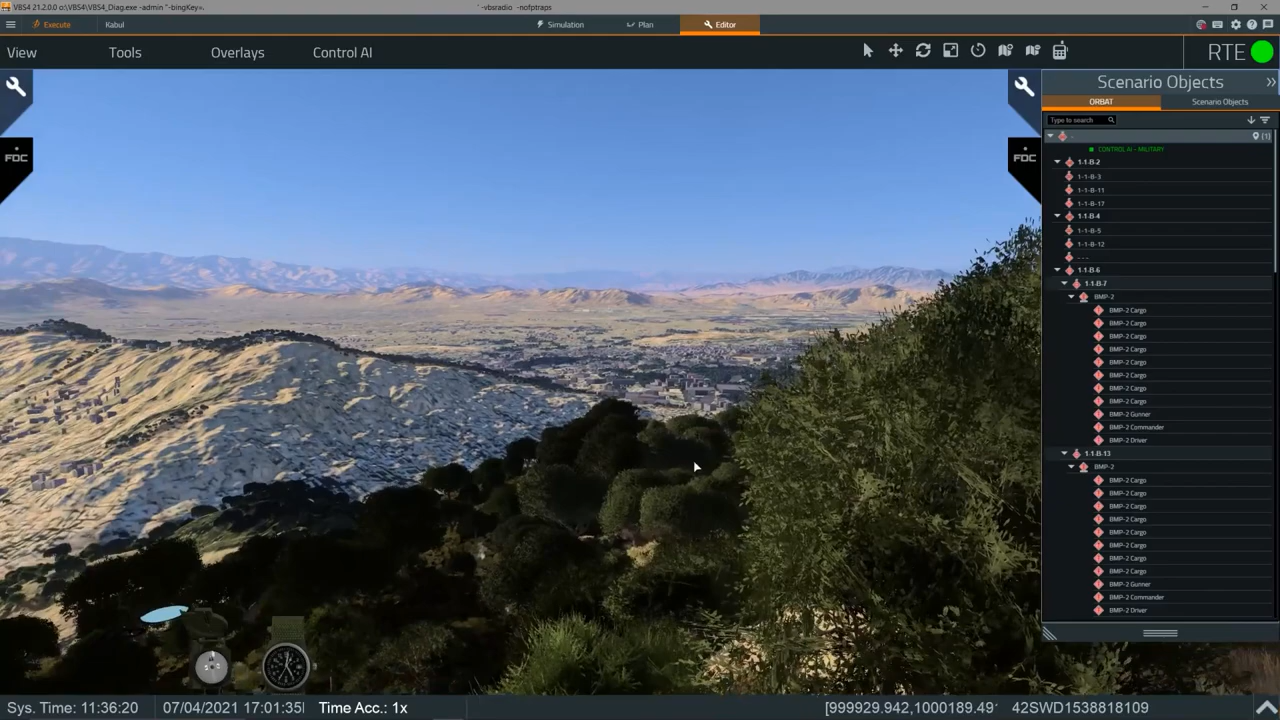 VBS4 21.2.0.0 o:\VBS4\VBS4_Diag.exe -admin "-bingKey=. ' -vbsradio -nofptraps
Execute Kabul Simulation Plan Editor
View Tools Overlays Control AI RTE
Scenario Objects
ORBAT Scenario Objects
Type to search
- (1)
CONTROL AI - MILITARY
1-1-B-2
1-1-B-3
1-1-B-11
1-1-B-17
1-1-B-4
1-1-B-5
1-1-B-12
- - -
1-1-B-6
1-1-B-7
BMP-2
BMP-2 Cargo
BMP-2 Cargo
BMP-2 Cargo
BMP-2 Cargo
BMP-2 Cargo
BMP-2 Cargo
BMP-2 Cargo
BMP-2 Cargo
BMP-2 Gunner
BMP-2 Commander
BMP-2 Driver
1-1-B-13
BMP-2
BMP-2 Cargo
BMP-2 Cargo
BMP-2 Cargo
BMP-2 Cargo
BMP-2 Cargo
BMP-2 Cargo
BMP-2 Cargo
BMP-2 Cargo
BMP-2 Gunner
BMP-2 Commander
BMP-2 Driver
FDC FDC
Sys. Time: 11:36:20 07/04/2021 17:01:35 Time Acc.: 1x [999929.942,1000189.49 42SWD1538818109